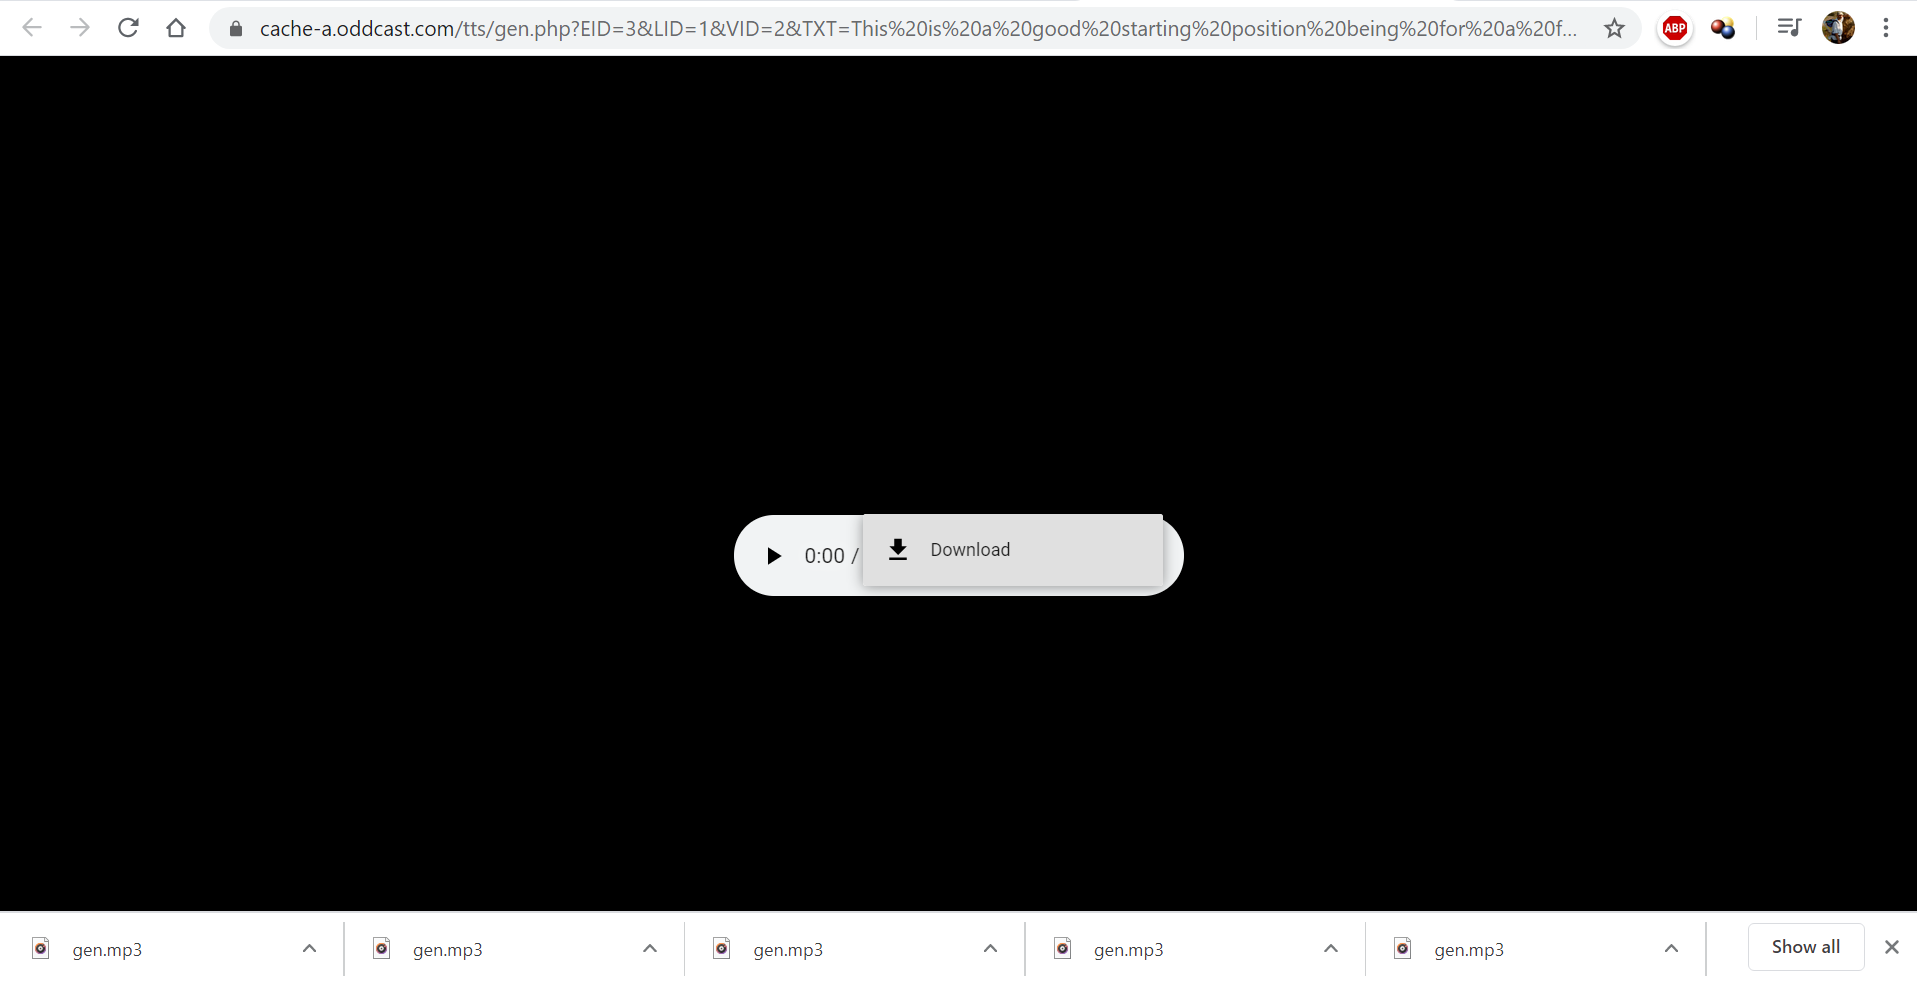 cache-a.oddcast.com/tts/gen.php?EID=3&LID=1&VID=2&TXT=This%20is%20a%20good%20starting%20position%20being%20for%20a%20f...
ABP
0:00 /
Download
gen.mp3
gen.mp3
gen.mp3
gen.mp3
gen.mp3
Show all